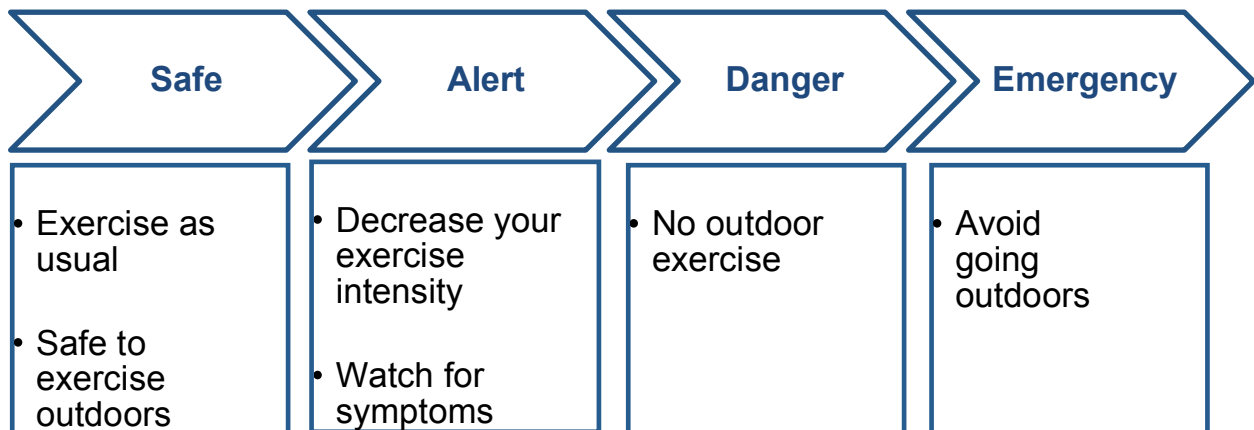 Safe
Alert
Danger
Emergency
• Exercise as
usual
• Safe to
exercise
outdoors
• Decrease your
exercise
intensity
• Watch for
symptoms
• No outdoor
exercise
• Avoid
going
outdoors